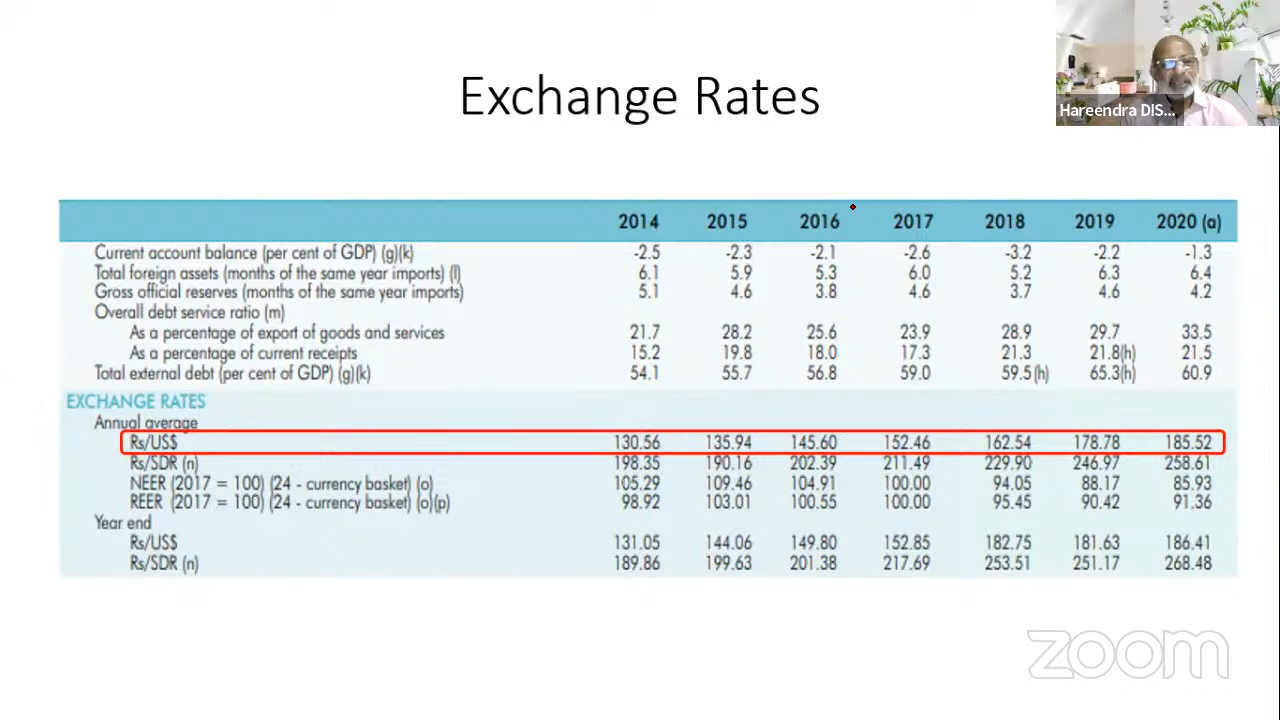 Exchange Rates
Hareendra DIS...
2014 2015 2016 2017 2018 2019 2020 (a)
Current account balance (per cent of GDP) (g)(k) -2.5 -2.3 -2.1 -2.6 -3.2 -2.2 -1.3
Total foreign assets (months of the same year imports) (l) 6.1 5.9 5.3 6.0 5.2 6.3 6.4
Gross official reserves (months of the same year imports) 5.1 4.6 3.8 4.6 3.7 4.6 4.2
Overall debt service ratio (m)
As a percentage of export of goods and services 21.7 28.2 25.6 23.9 28.9 29.7 33.5
As a percentage of current receipts 15.2 19.8 18.0 17.3 21.3 21.8(h) 21.5
Total external debt (per cent of GDP) (g)(k) 54.1 55.7 56.8 59.0 59.5(h) 65.3(h) 60.9
EXCHANGE RATES
Annual average
Rs/US$ 130.56 135.94 145.60 152.46 162.54 178.78 185.52
Rs/SDR (n) 198.35 190.16 202.39 211.49 229.90 246.97 258.61
NEER (2017 = 100) (24 - currency basket) (o) 105.29 109.46 104.91 100.00 94.05 88.17 85.93
REER (2017 = 100) (24 - currency basket) (o)(p) 98.92 103.01 100.55 100.00 95.45 90.42 91.36
Year end
Rs/US$ 131.05 144.06 149.80 152.85 182.75 181.63 186.41
Rs/SDR (n) 189.86 199.63 201.38 217.69 253.51 251.17 268.48
zoom